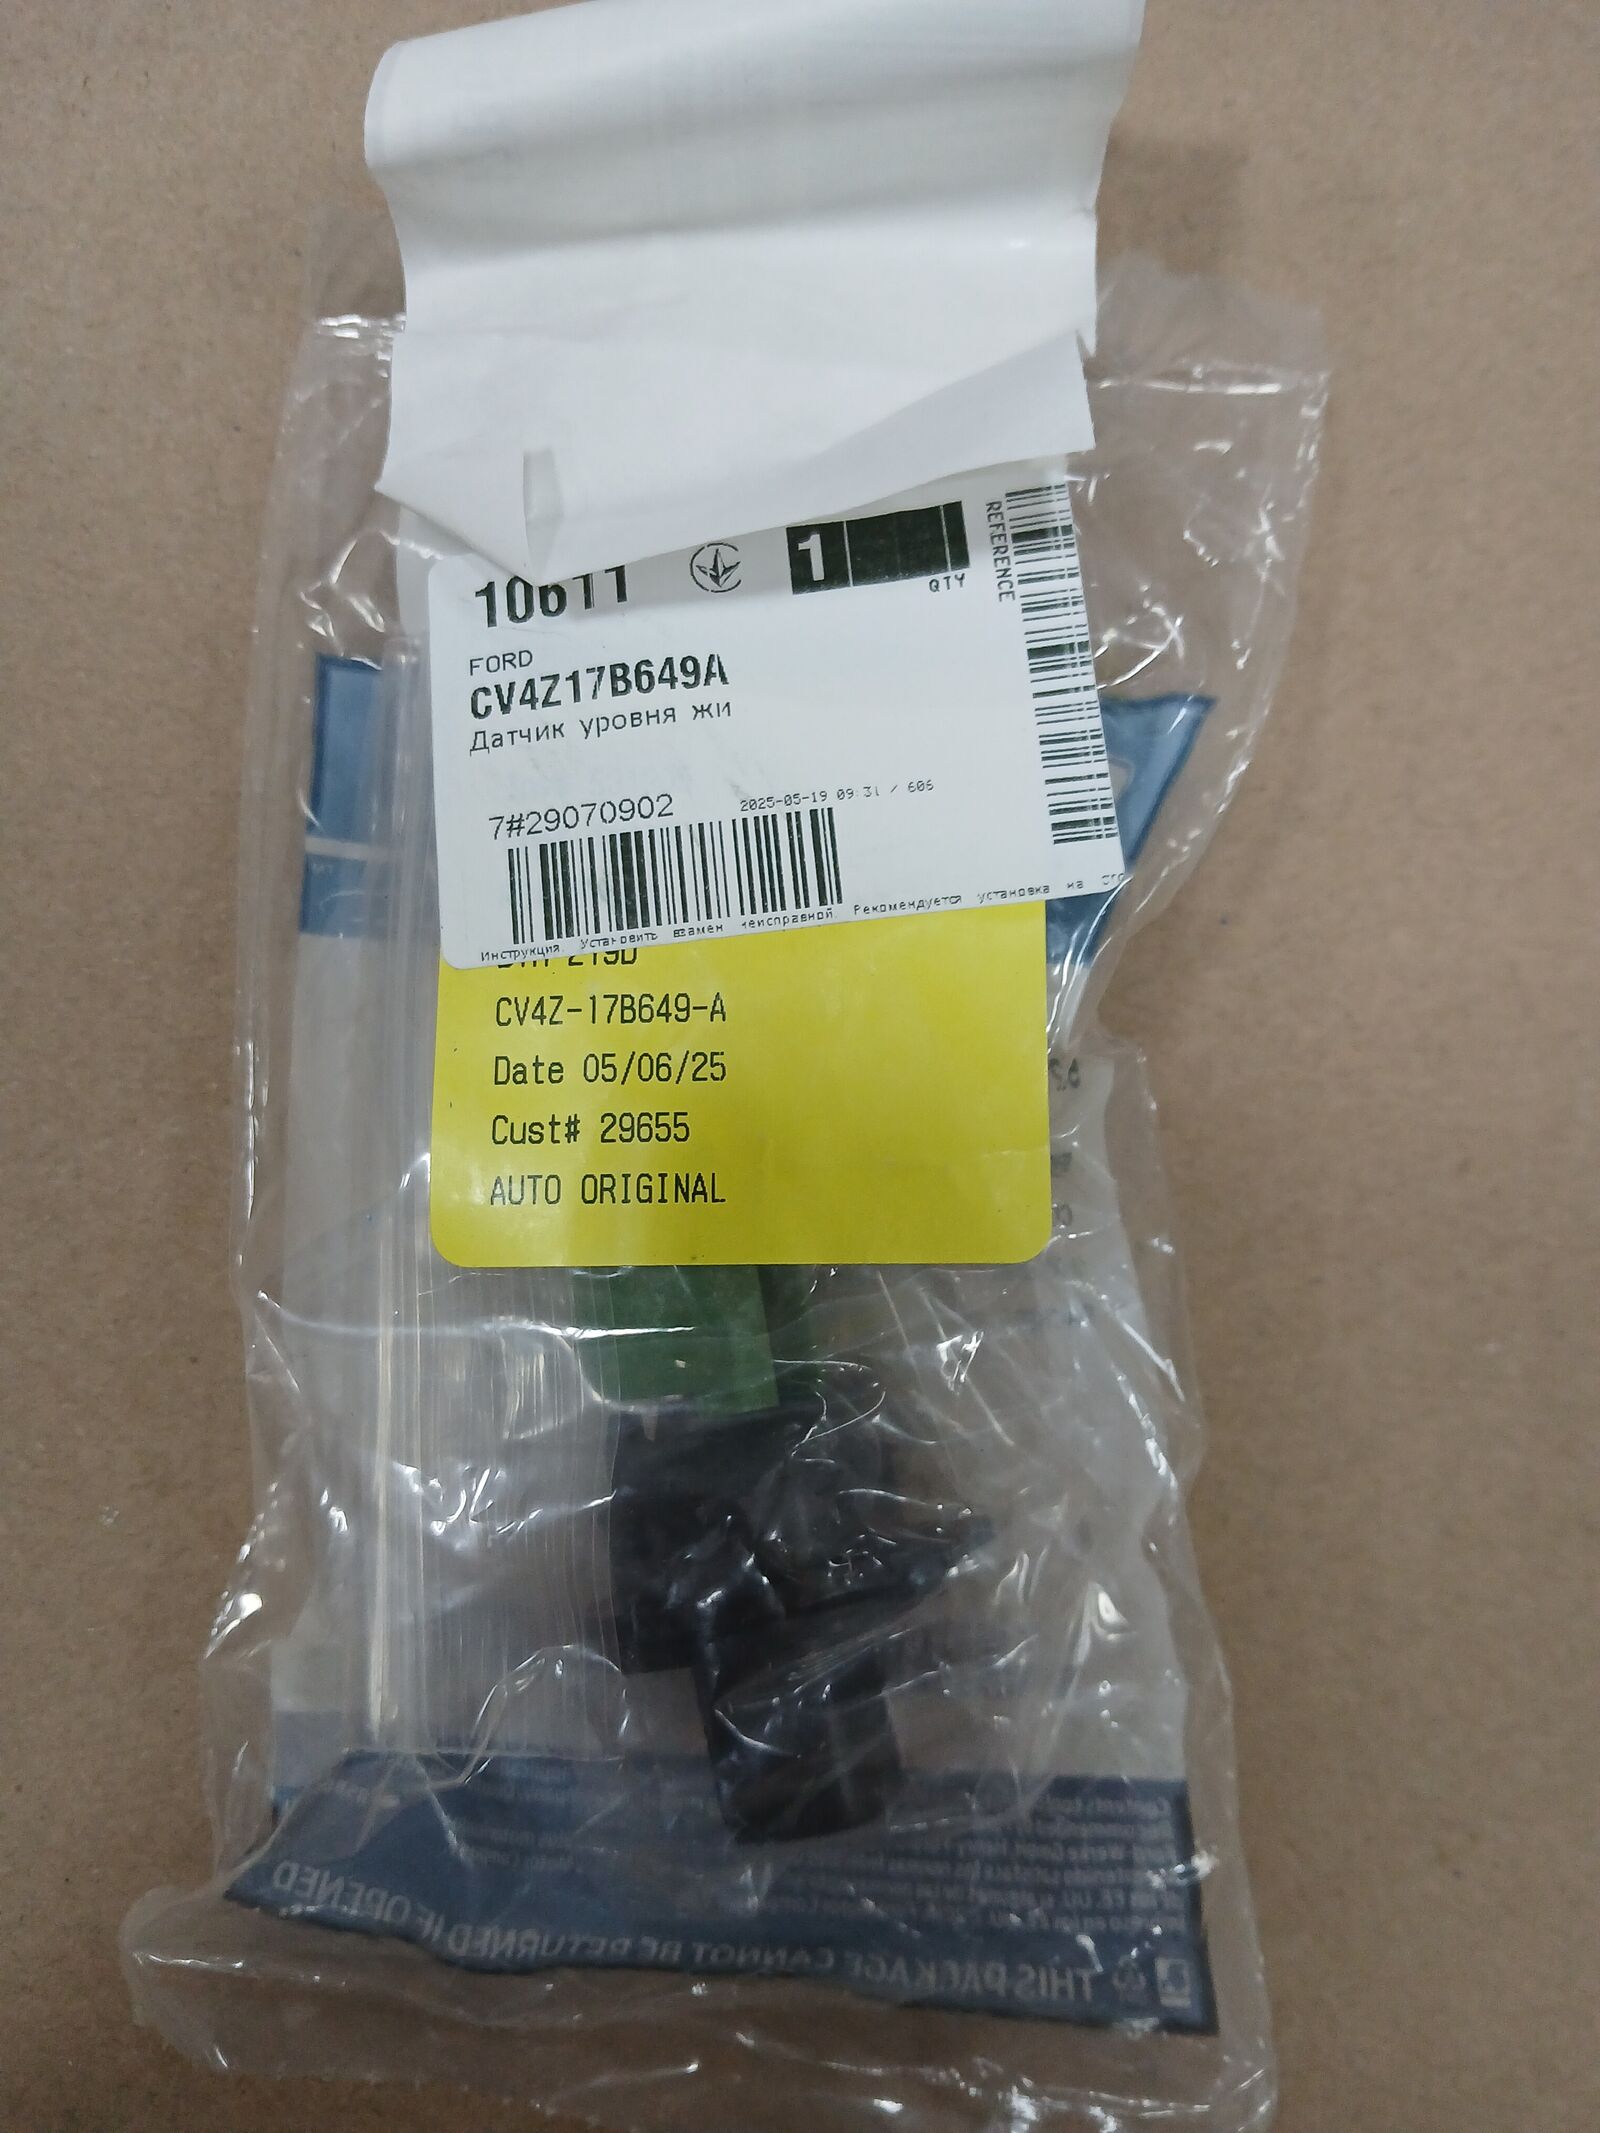 10611
1
QTY
REFERENCE
FORD
CV4Z17B649A
Датчик уровня жи
7#29070902
2025-05-19 09:31 / 606
Инструкция. Установить взамен неисправной. Рекомендуется установка на
219D
CV4Z-17B649-A
Date 05/06/25
Cust# 29655
AUTO ORIGINAL
THIS PACKAGE CANNOT BE RETURNED IF OPENED